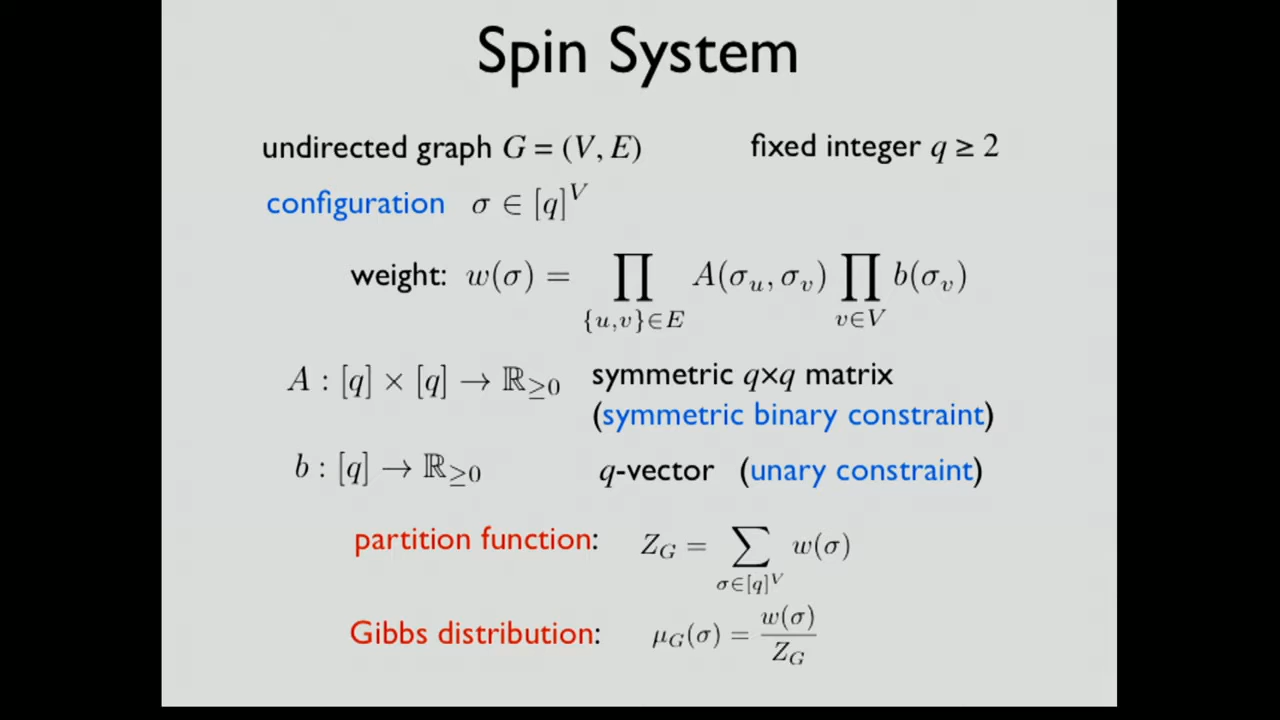 Spin System
undirected graph G = (V, E) fixed integer q ≥ 2
configuration σ ∈ [q]^V
weight: w(σ) = ∏_{{u,v}∈E} A(σ_u, σ_v) ∏_{v∈V} b(σ_v)
A : [q] × [q] → ℝ_{≥0} symmetric q×q matrix
(symmetric binary constraint)
b : [q] → ℝ_{≥0} q-vector (unary constraint)
partition function: Z_G = ∑_{σ∈[q]^V} w(σ)
Gibbs distribution: μ_G(σ) = w(σ) / Z_G